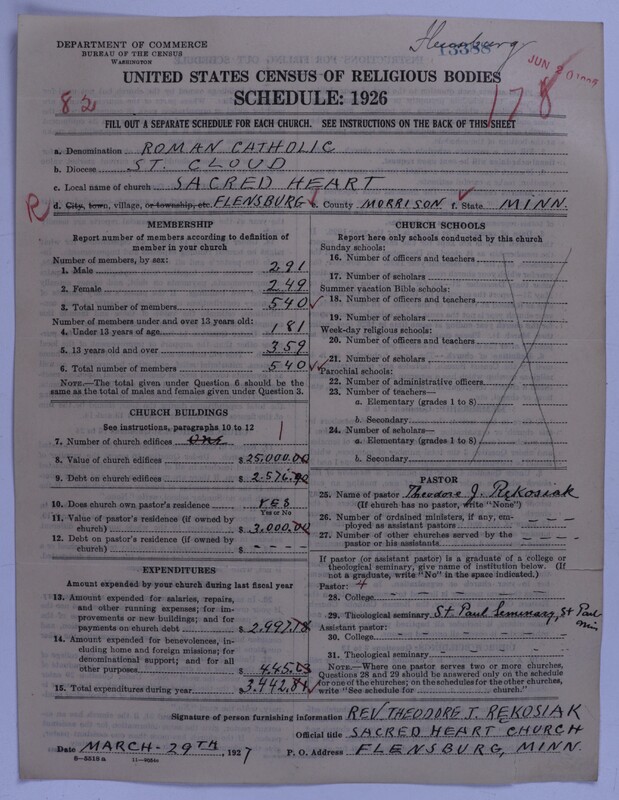 DEPARTMENT OF COMMERCE
BUREAU OF THE CENSUS
WASHINGTON
13388
JUN 20
UNITED STATES CENSUS OF RELIGIOUS BODIES
SCHEDULE: 1926
82
178
FILL OUT A SEPARATE SCHEDULE FOR EACH CHURCH. SEE INSTRUCTIONS ON THE BACK OF THIS SHEET
a. Denomination ROMAN CATHOLIC
b. Diocese ST. CLOUD
c. Local name of church SACRED HEART
R d. City, town, village, or township, etc. FLENSBURG e. County MORRISON f. State MINN.
MEMBERSHIP
Report number of members according to definition of
member in your church
Number of members, by sex:
1. Male 291
2. Female 249
3. Total number of members 540
Number of members under and over 13 years old:
4. Under 13 years of age 181
5. 13 years old and over 359
6. Total number of members 540
NOTE.—The total given under Question 6 should be
same as the total of males and females given under Question 3.
CHURCH BUILDINGS
See instructions, paragraphs 10 to 12
7. Number of church edifices One 1
8. Value of church edifices $25,000.00
9. Debt on church edifices $
10. Does church own pastor's residence YES
Yes or No
11. Value of pastor's residence (if owned by
church) $3,000.00
12. Debt on pastor's residence (if owned by
church) $ - - - -
EXPENDITURES
Amount expended by your church during last fiscal year
13. Amount expended for salaries, repairs,
and other running expenses; for im-
provements or new buildings; and for
payments on church debt $2,997.78
14. Amount expended for benevolences, in-
cluding home and foreign missions; for
denominational support; and for all
other purposes $
15. Total expenditures during year $
CHURCH SCHOOLS
Report here only schools conducted by this church
Sunday schools:
16. Number of officers and teachers
17. Number of scholars
Summer vacation Bible schools:
18. Number of officers and teachers
19. Number of scholars
Week-day religious schools:
20. Number of officers and teachers
21. Number of scholars
Parochial schools:
22. Number of administrative officers
23. Number of teachers—
a. Elementary (grades 1 to 8)
b. Secondary
24. Number of scholars—
a. Elementary (grades 1 to 8)
b. Secondary
PASTOR
25. Name of pastor Theodore J. Rekosiak
(If church has no pastor, write "None")
26. Number of ordained ministers, if any, em-
ployed as assistant pastors - - -
27. Number of other churches served by the
pastor or his assistants - - -
If pastor (or assistant pastor) is a graduate of a college or
theological seminary, give name of institution below. (If
not a graduate, write "No" in the space indicated.)
Pastor: 4
28. College
29. Theological seminary St Paul Seminary, St Paul
Min
Assistant pastor:
30. College
31. Theological seminary
NOTE.—Where one pastor serves two or more churches,
Questions 28 and 29 should be answered only on the schedule
for one of the churches; on the schedules for the other churches,
write "See schedule for church."
Signature of person furnishing information REV. THEODORE J. REKOSIAK
Official title SACRED HEART CHURCH
Date MARCH - 29TH, 1927 P. O. Address FLENSBURG, MINN.